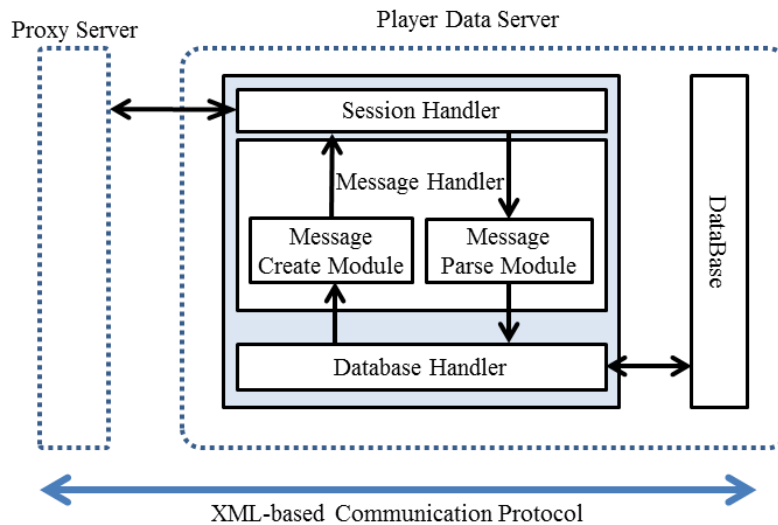 Proxy Server
Player Data Server
Session Handler
Message Handler
Message
Create Module
Message
Parse Module
Database Handler
DataBase
XML-based Communication Protocol